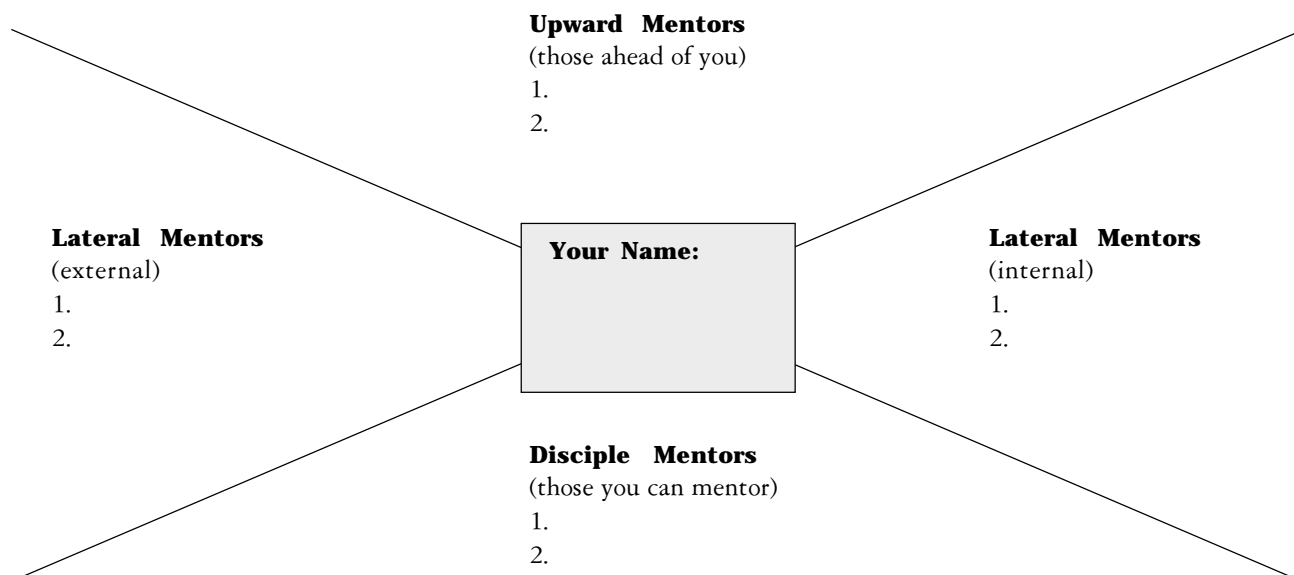 Upward Mentors
(those ahead of you)
1.
2.
Lateral Mentors
(external)
1.
2.
Your Name:
Lateral Mentors
(internal)
1.
2.
Disciple Mentors
(those you can mentor)
1.
2.